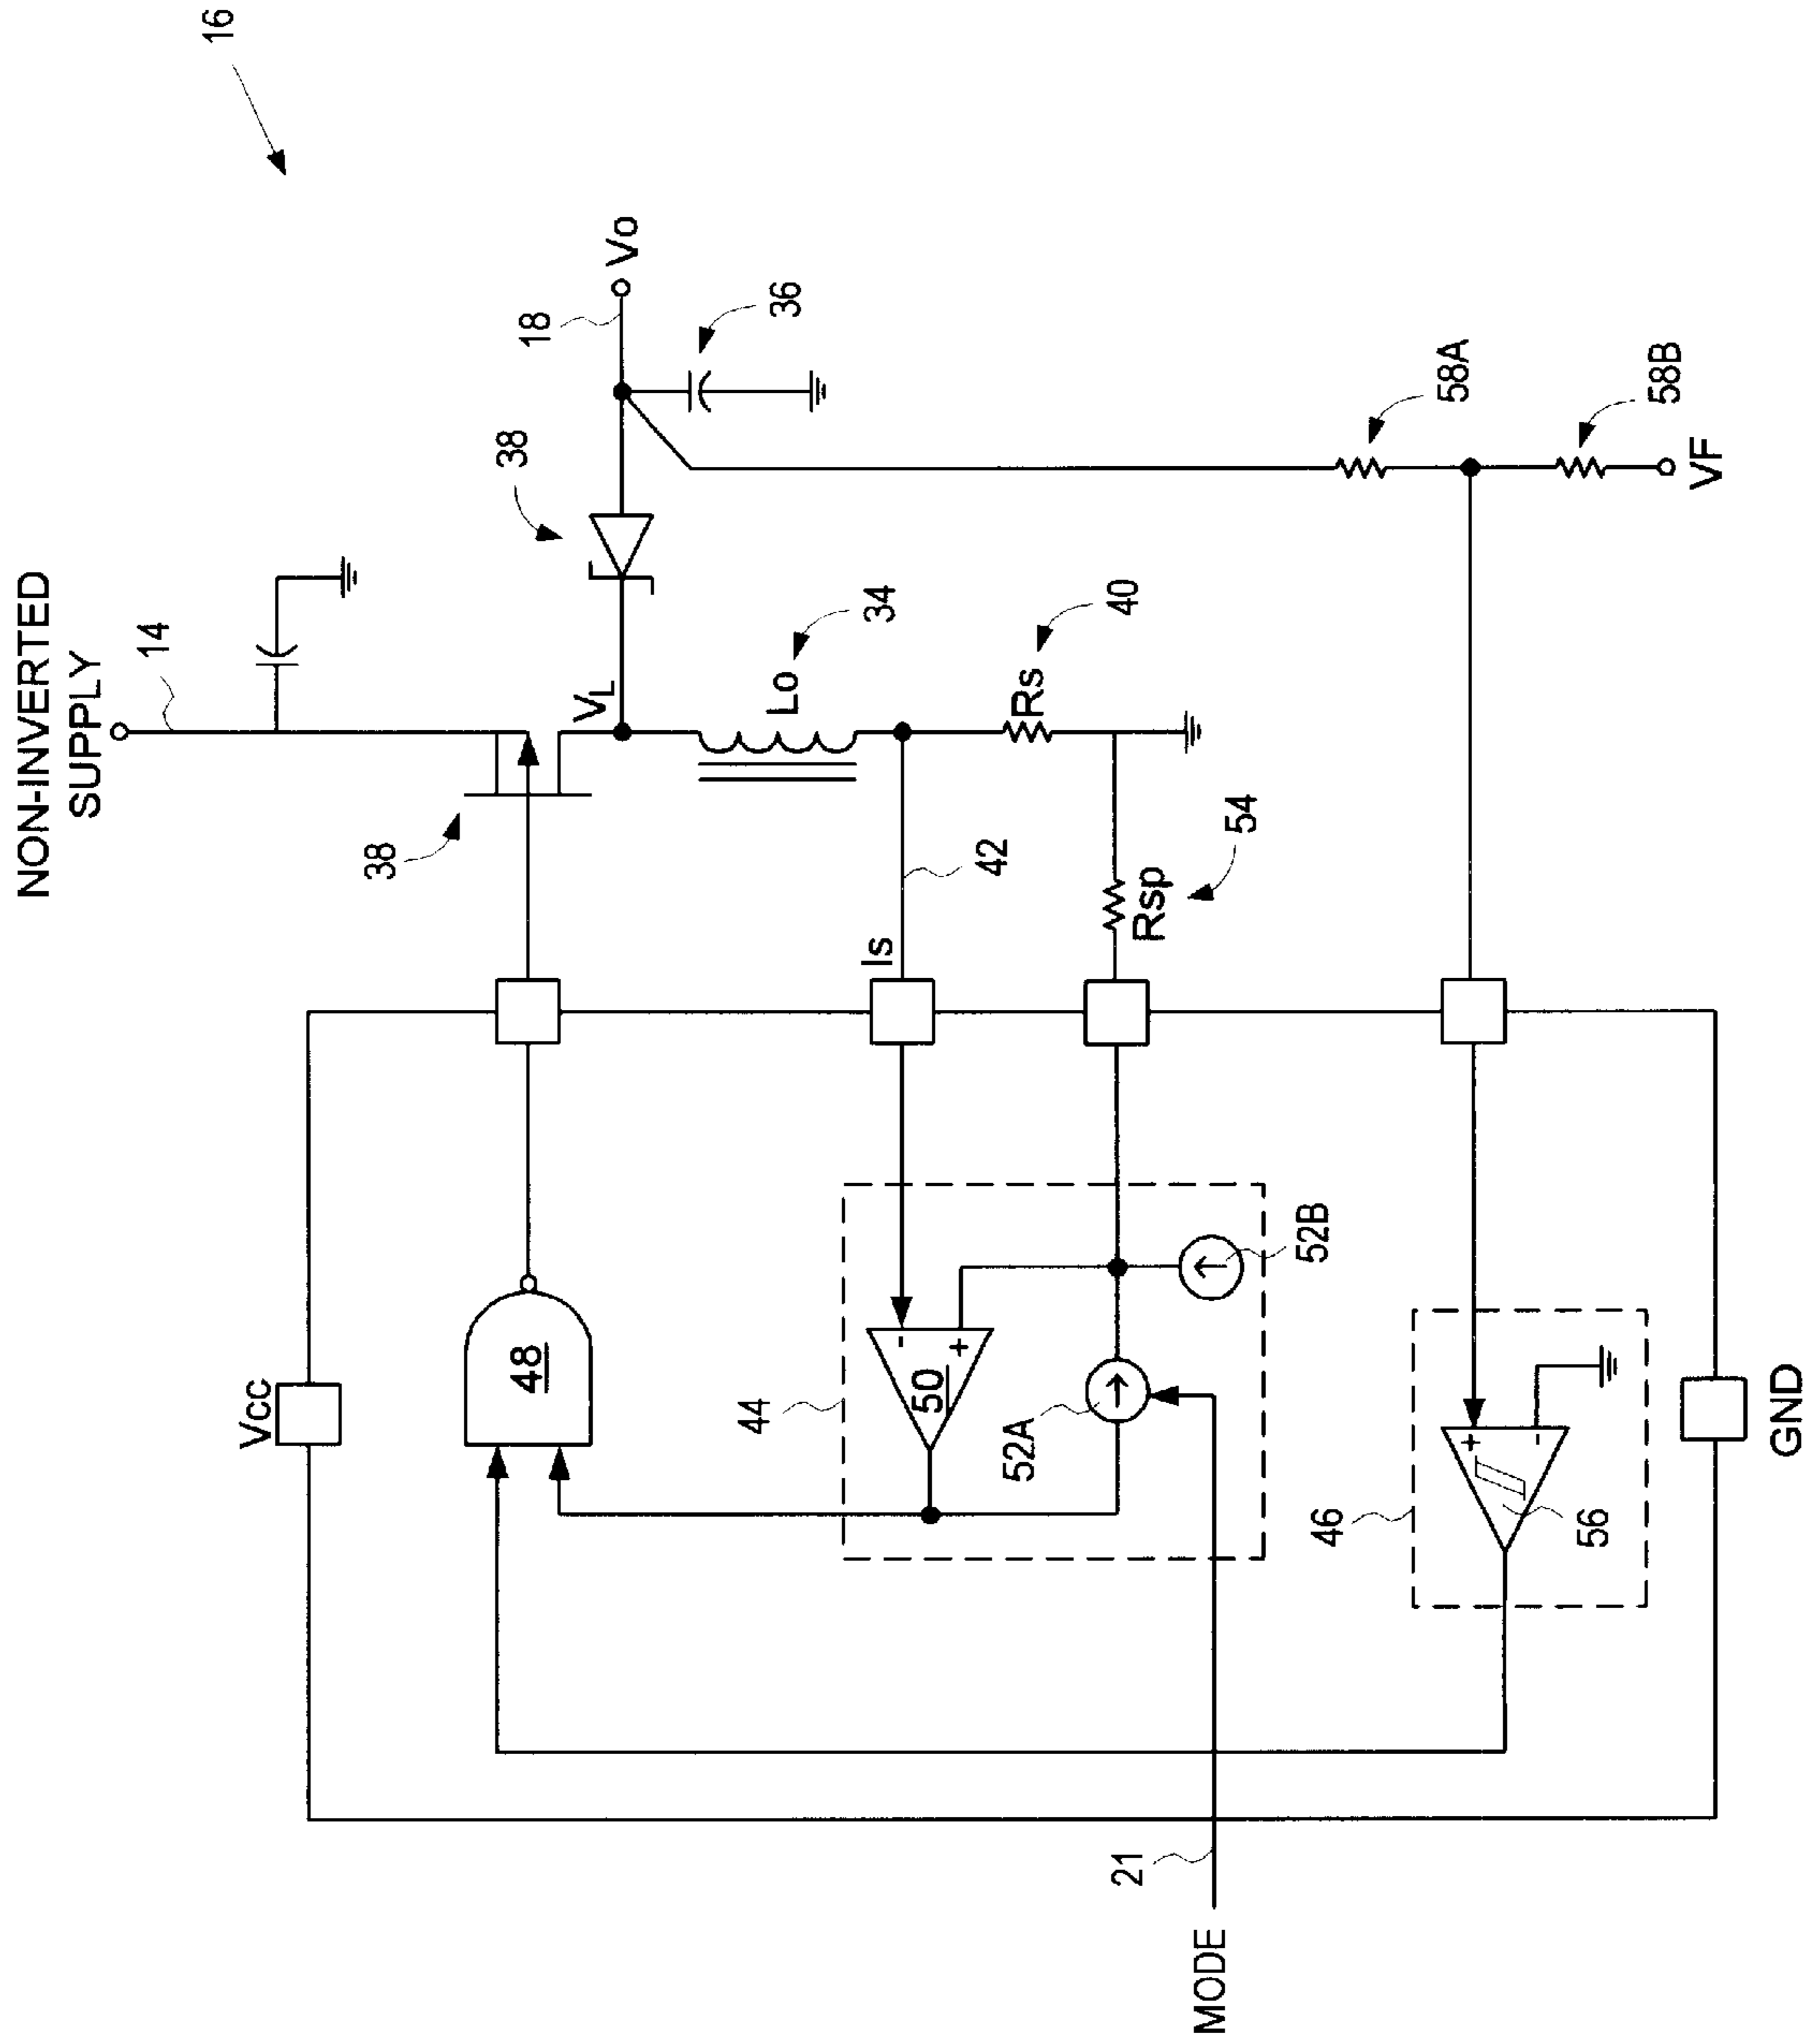 16
NON-INVERTED
SUPPLY
14
38
VL
38
18
Vo
36
Lo
34
Rs
40
42
Is
Rsp
54
58A
58B
VF
Vcc
48
44
50
52A
52B
46
56
GND
21
MODE
-
+
+
-